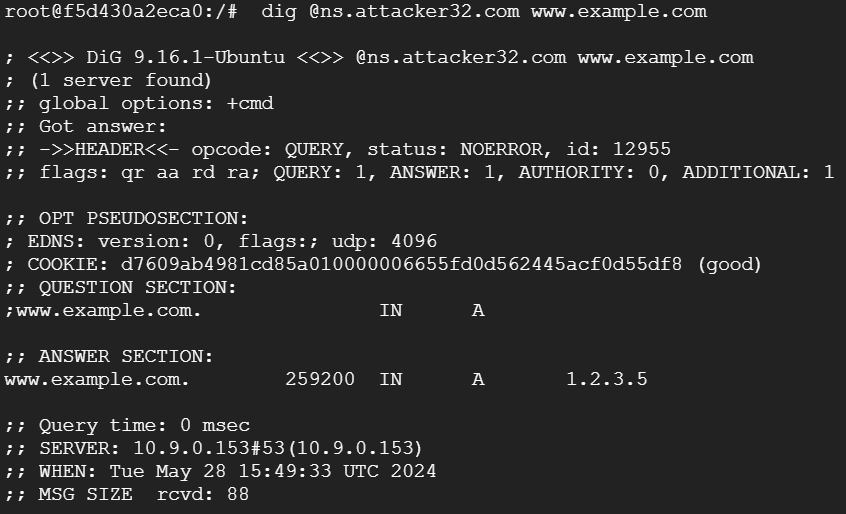 root@f5d430a2eca0:/#  dig @ns.attacker32.com www.example.com
; <<>> DiG 9.16.1-Ubuntu <<>> @ns.attacker32.com www.example.com
; (1 server found)
;; global options: +cmd
;; Got answer:
;; ->>HEADER<<- opcode: QUERY, status: NOERROR, id: 12955
;; flags: qr aa rd ra; QUERY: 1, ANSWER: 1, AUTHORITY: 0, ADDITIONAL: 1
;; OPT PSEUDOSECTION:
; EDNS: version: 0, flags:; udp: 4096
; COOKIE: d7609ab4981cd85a010000006655fd0d562445acf0d55df8 (good)
;; QUESTION SECTION:
;www.example.com.               IN      A
;; ANSWER SECTION:
www.example.com.        259200  IN      A       1.2.3.5
;; Query time: 0 msec
;; SERVER: 10.9.0.153#53(10.9.0.153)
;; WHEN: Tue May 28 15:49:33 UTC 2024
;; MSG SIZE  rcvd: 88